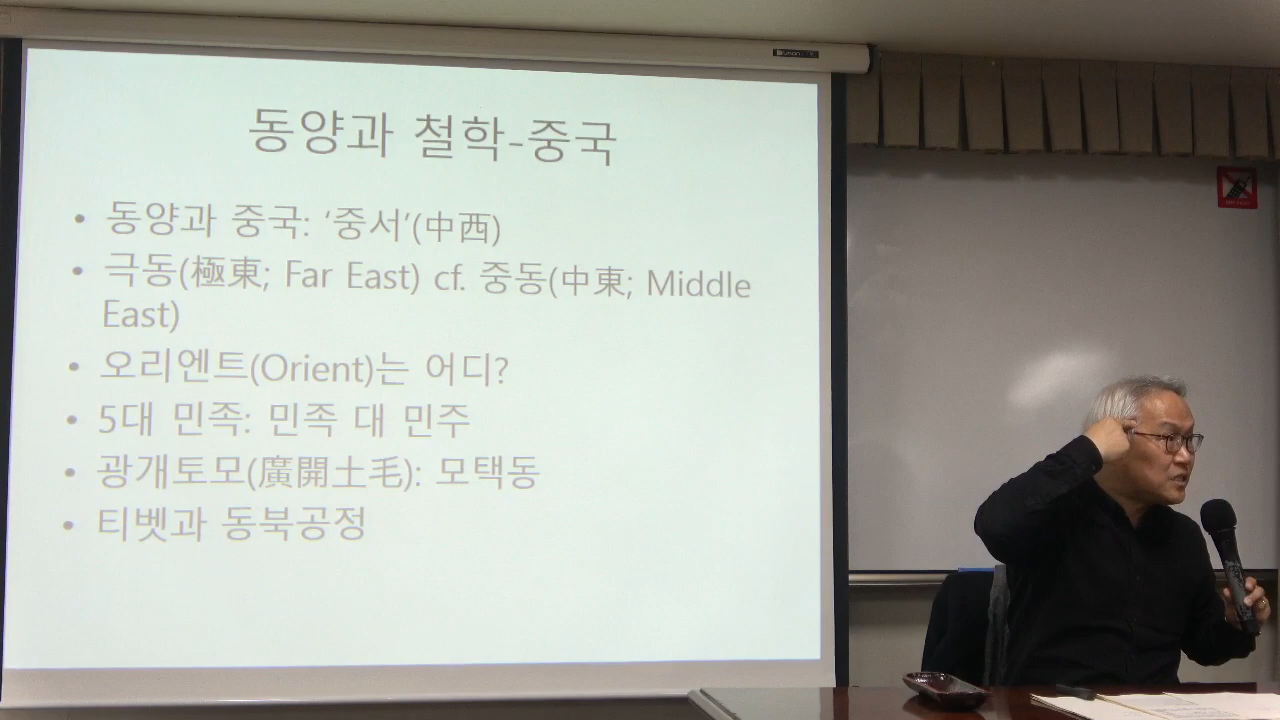 동양과 철학-중국
• 동양과 중국: ‘중서’(中西)
• 극동(極東; Far East) cf. 중동(中東; Middle
East)
• 오리엔트(Orient)는 어디?
• 5대 민족: 민족 대 민주
• 광개토모(廣開土毛): 모택동
• 티벳과 동북공정